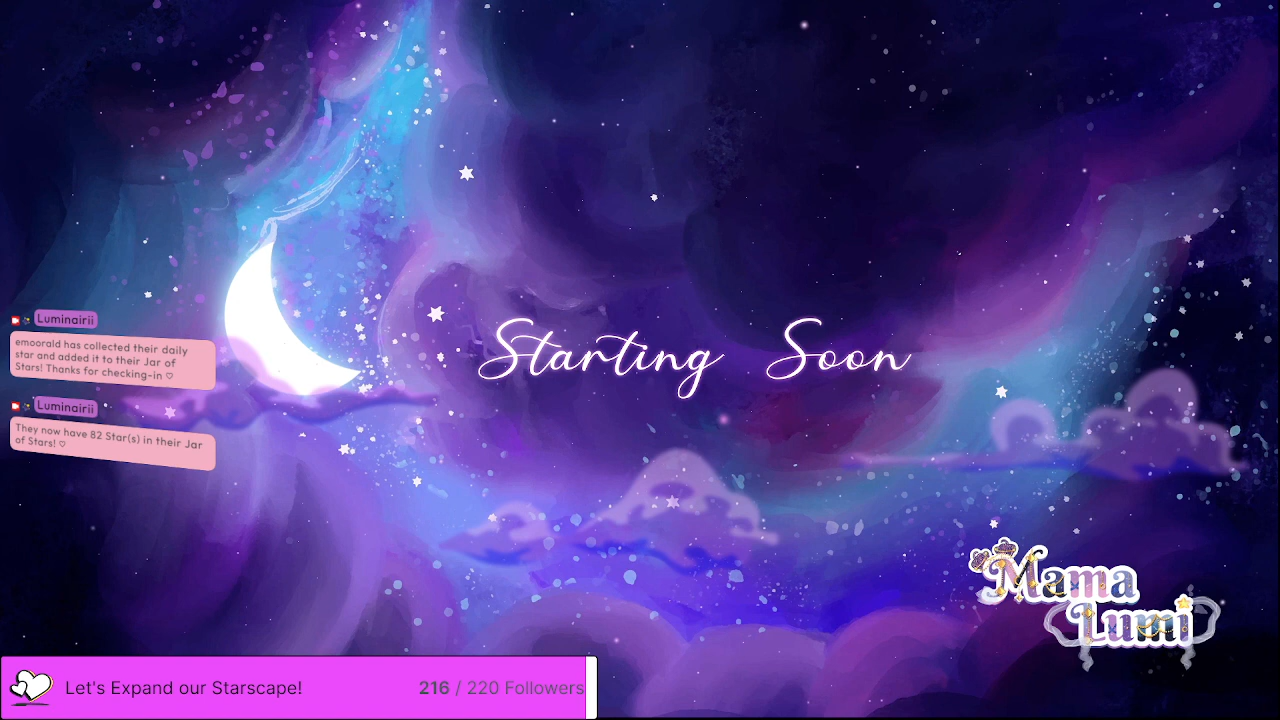 Luminairii
emoorald has collected their daily
star and added it to their Jar of
Stars! Thanks for checking-in ♡
Luminairii
They now have 82 Star(s) in their Jar
of Stars! ♡
Starting Soon
Mama
Lumi
Let's Expand our Starscape! 216 / 220 Followers